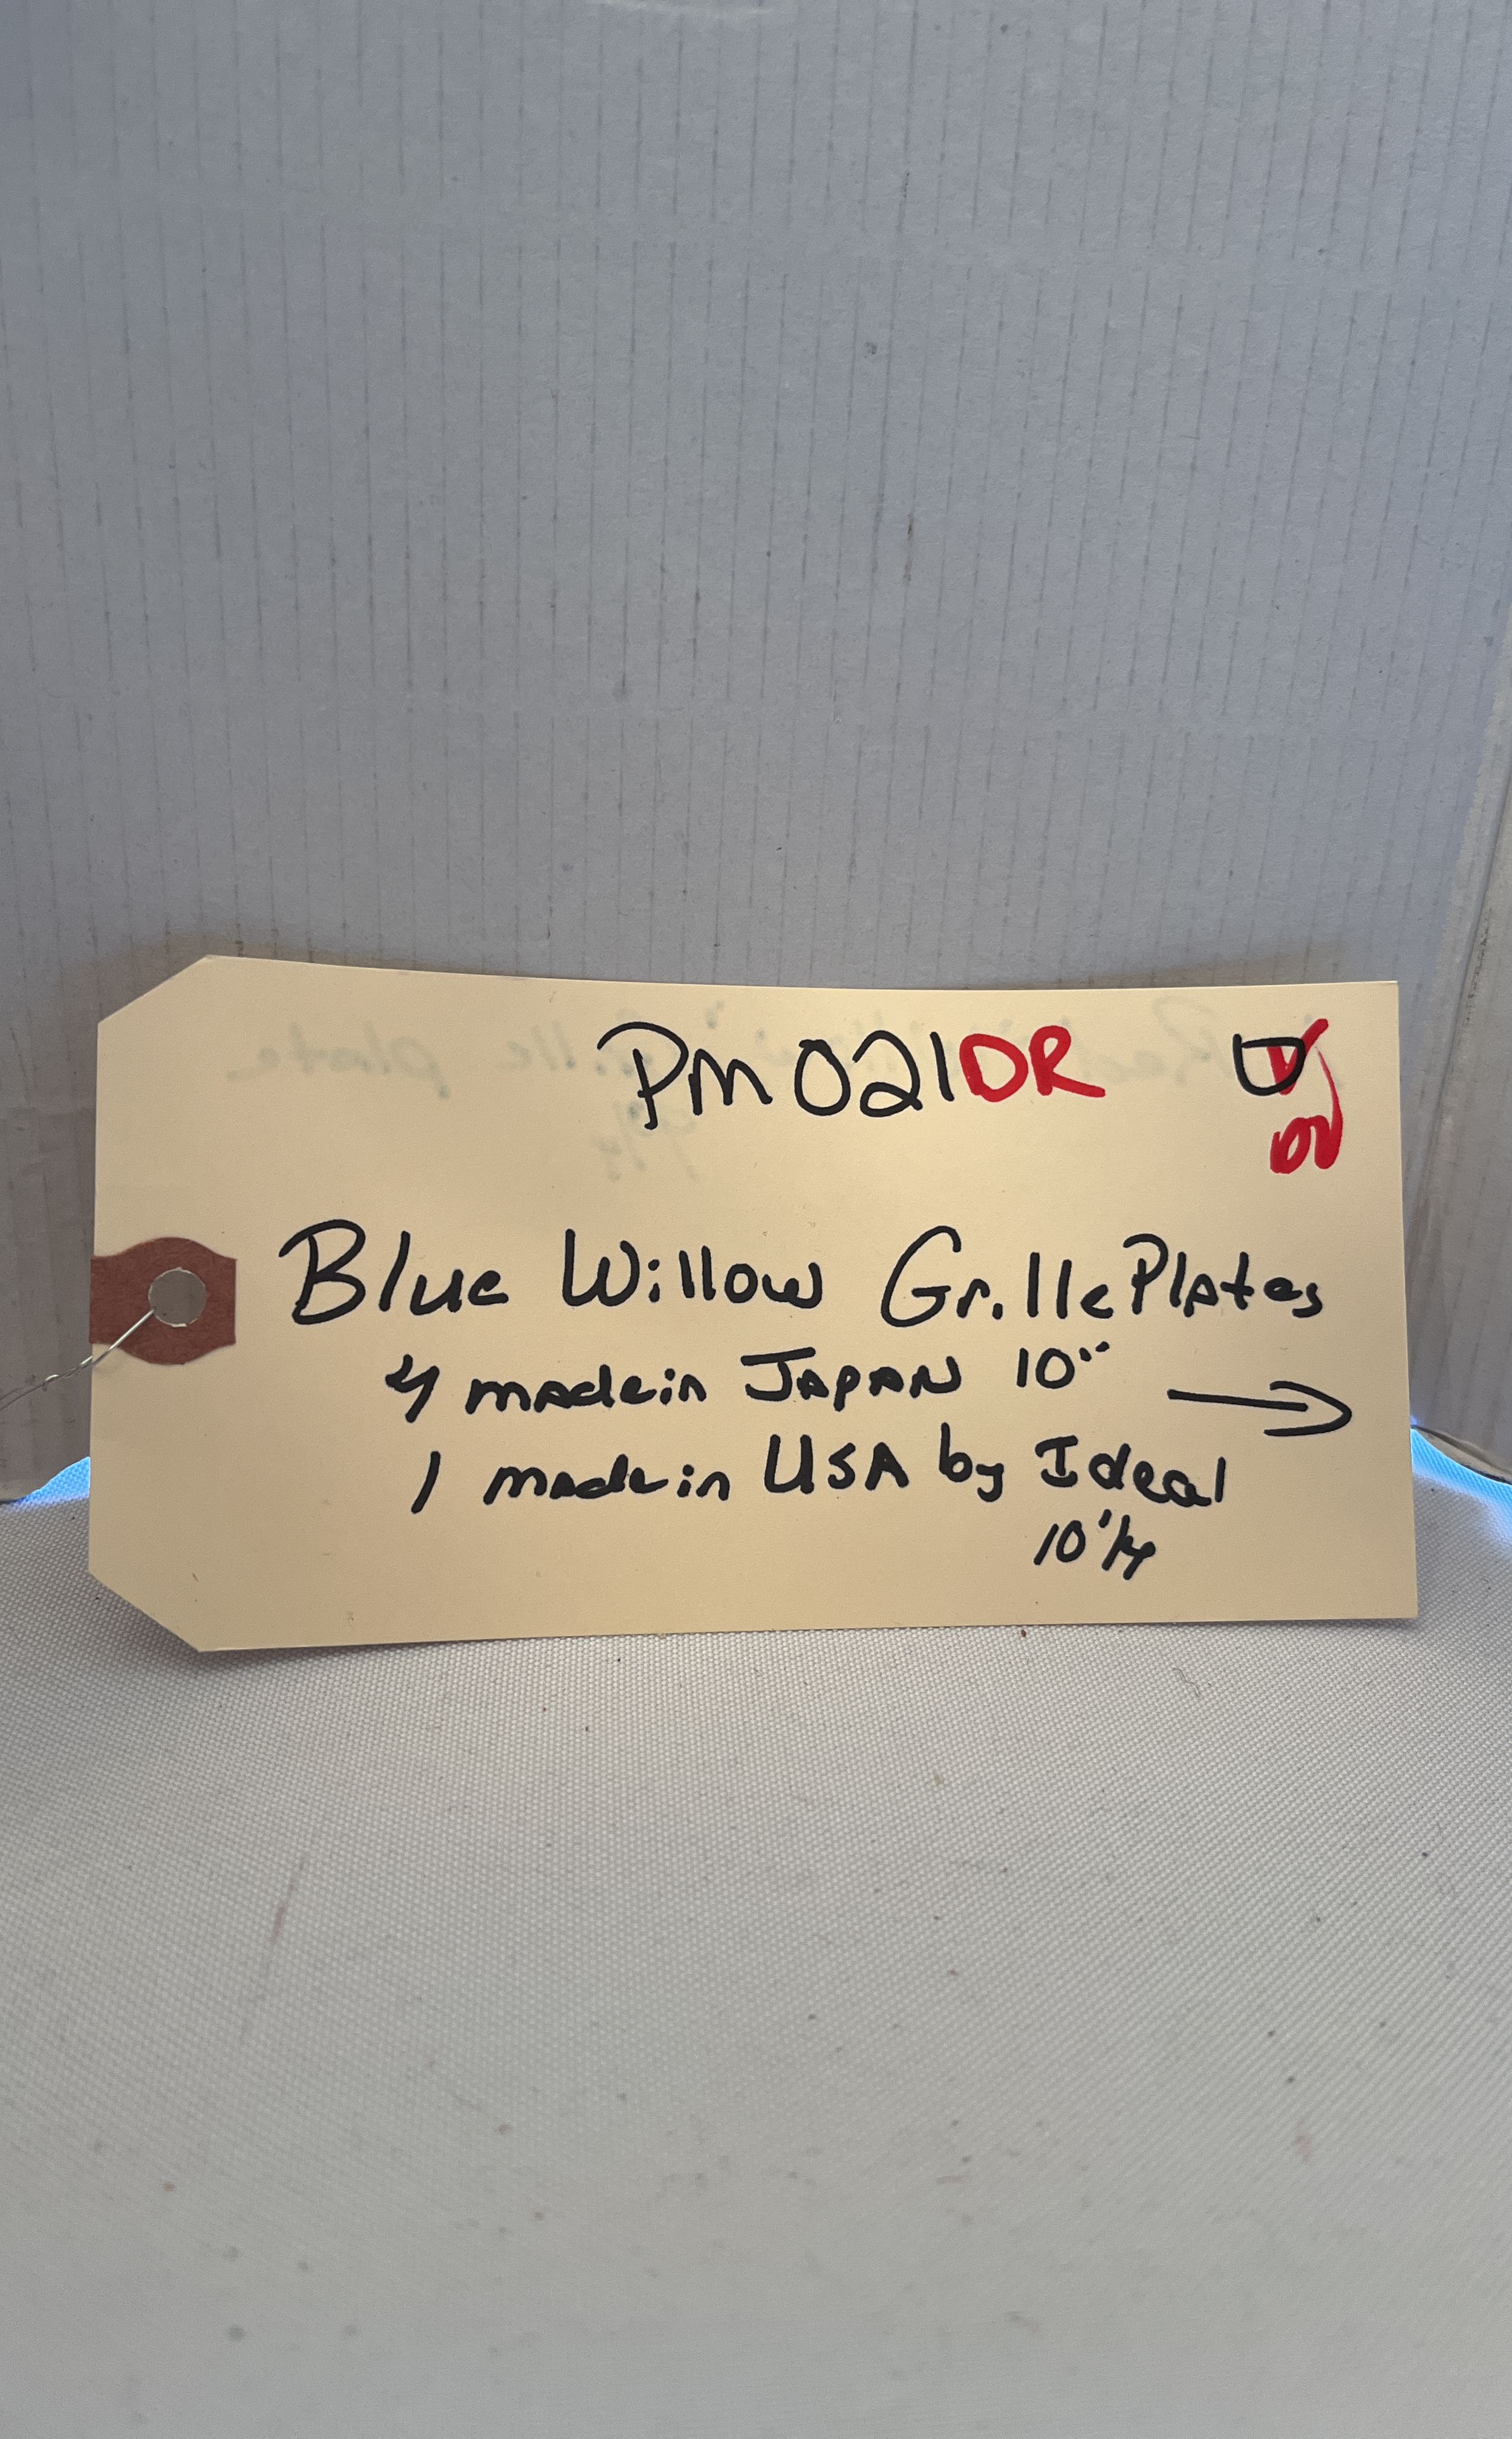 PM021DR
Blue Willow Grille Plates
4 made in JAPAN 10"
1 made in USA by Ideal
10 1/4